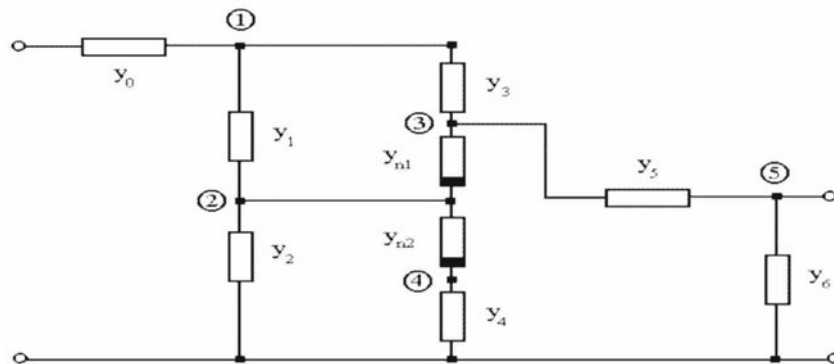 ①
y₀
y₃
③
y₁
yₙ₁
y₅
⑤
②
y₂
yₙ₂
④
y₄
y₆